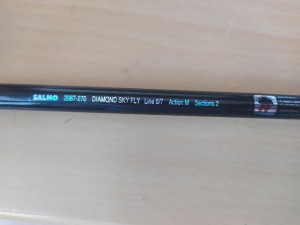 SALMO 2067-270 DIAMOND SKY FLY Line 6/7 Action M Sections 2